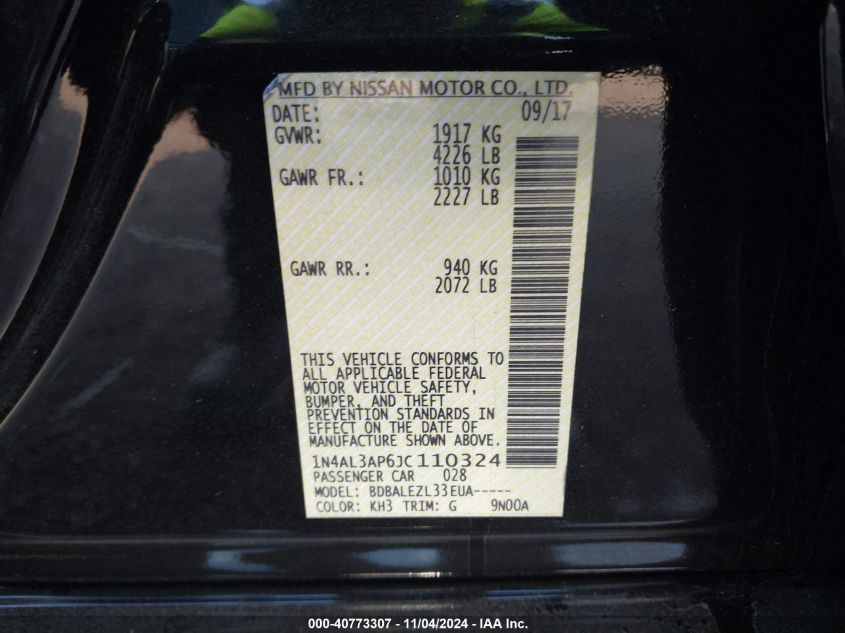 MFD BY NISSAN MOTOR CO., LTD.
DATE: 09/17
GVWR: 1917 KG
4226 LB
GAWR FR.: 1010 KG
2227 LB
GAWR RR.: 940 KG
2072 LB
THIS VEHICLE CONFORMS TO
ALL APPLICABLE FEDERAL
MOTOR VEHICLE SAFETY,
BUMPER, AND THEFT
PREVENTION STANDARDS IN
EFFECT ON THE DATE OF
MANUFACTURE SHOWN ABOVE.
1N4AL3AP6JC110324
PASSENGER CAR 028
MODEL: BDBALEZL33EUA-----
COLOR: KH3 TRIM: G 9N00A
000-40773307 - 11/04/2024 - IAA Inc.